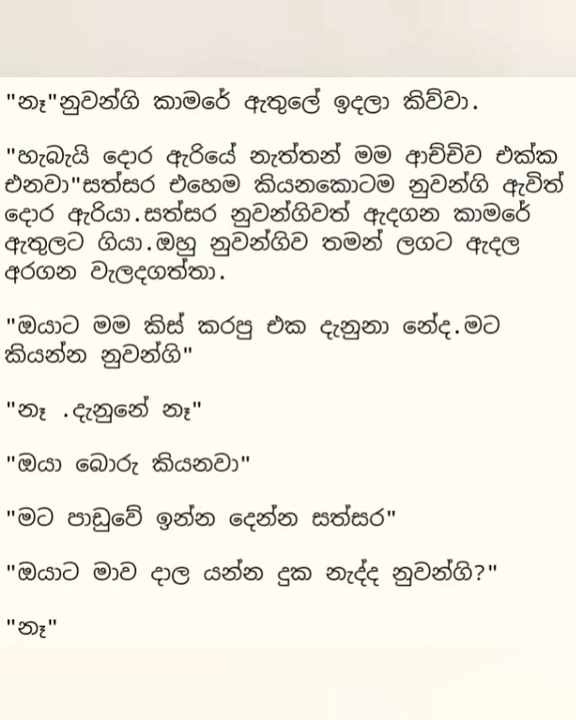 "නෑ"නුවන්ගි කාමරේ ඇතුලේ ඉදලා කිව්වා.
"හැබැයි දොර ඇරියේ නැත්තන් මම ආච්චිව එක්ක
එනවා"සත්සර එහෙම කියනකොටම නුවන්ගි ඇවිත්
දොර ඇරියා.සත්සර නුවන්ගිවත් ඇදගන කාමරේ
ඇතුලට ගියා.ඔහු නුවන්ගිව තමන් ලගට ඇදල
අරගන වැලදගත්තා.
"ඔයාට මම කිස් කරපු එක දැනුනා නේද.මට
කියන්න නුවන්ගි"
"නෑ .දැනුනේ නෑ"
"ඔයා බොරු කියනවා"
"මට පාඩුවේ ඉන්න දෙන්න සත්සර"
"ඔයාට මාව දාල යන්න දුක නැද්ද නුවන්ගි?"
"නෑ"